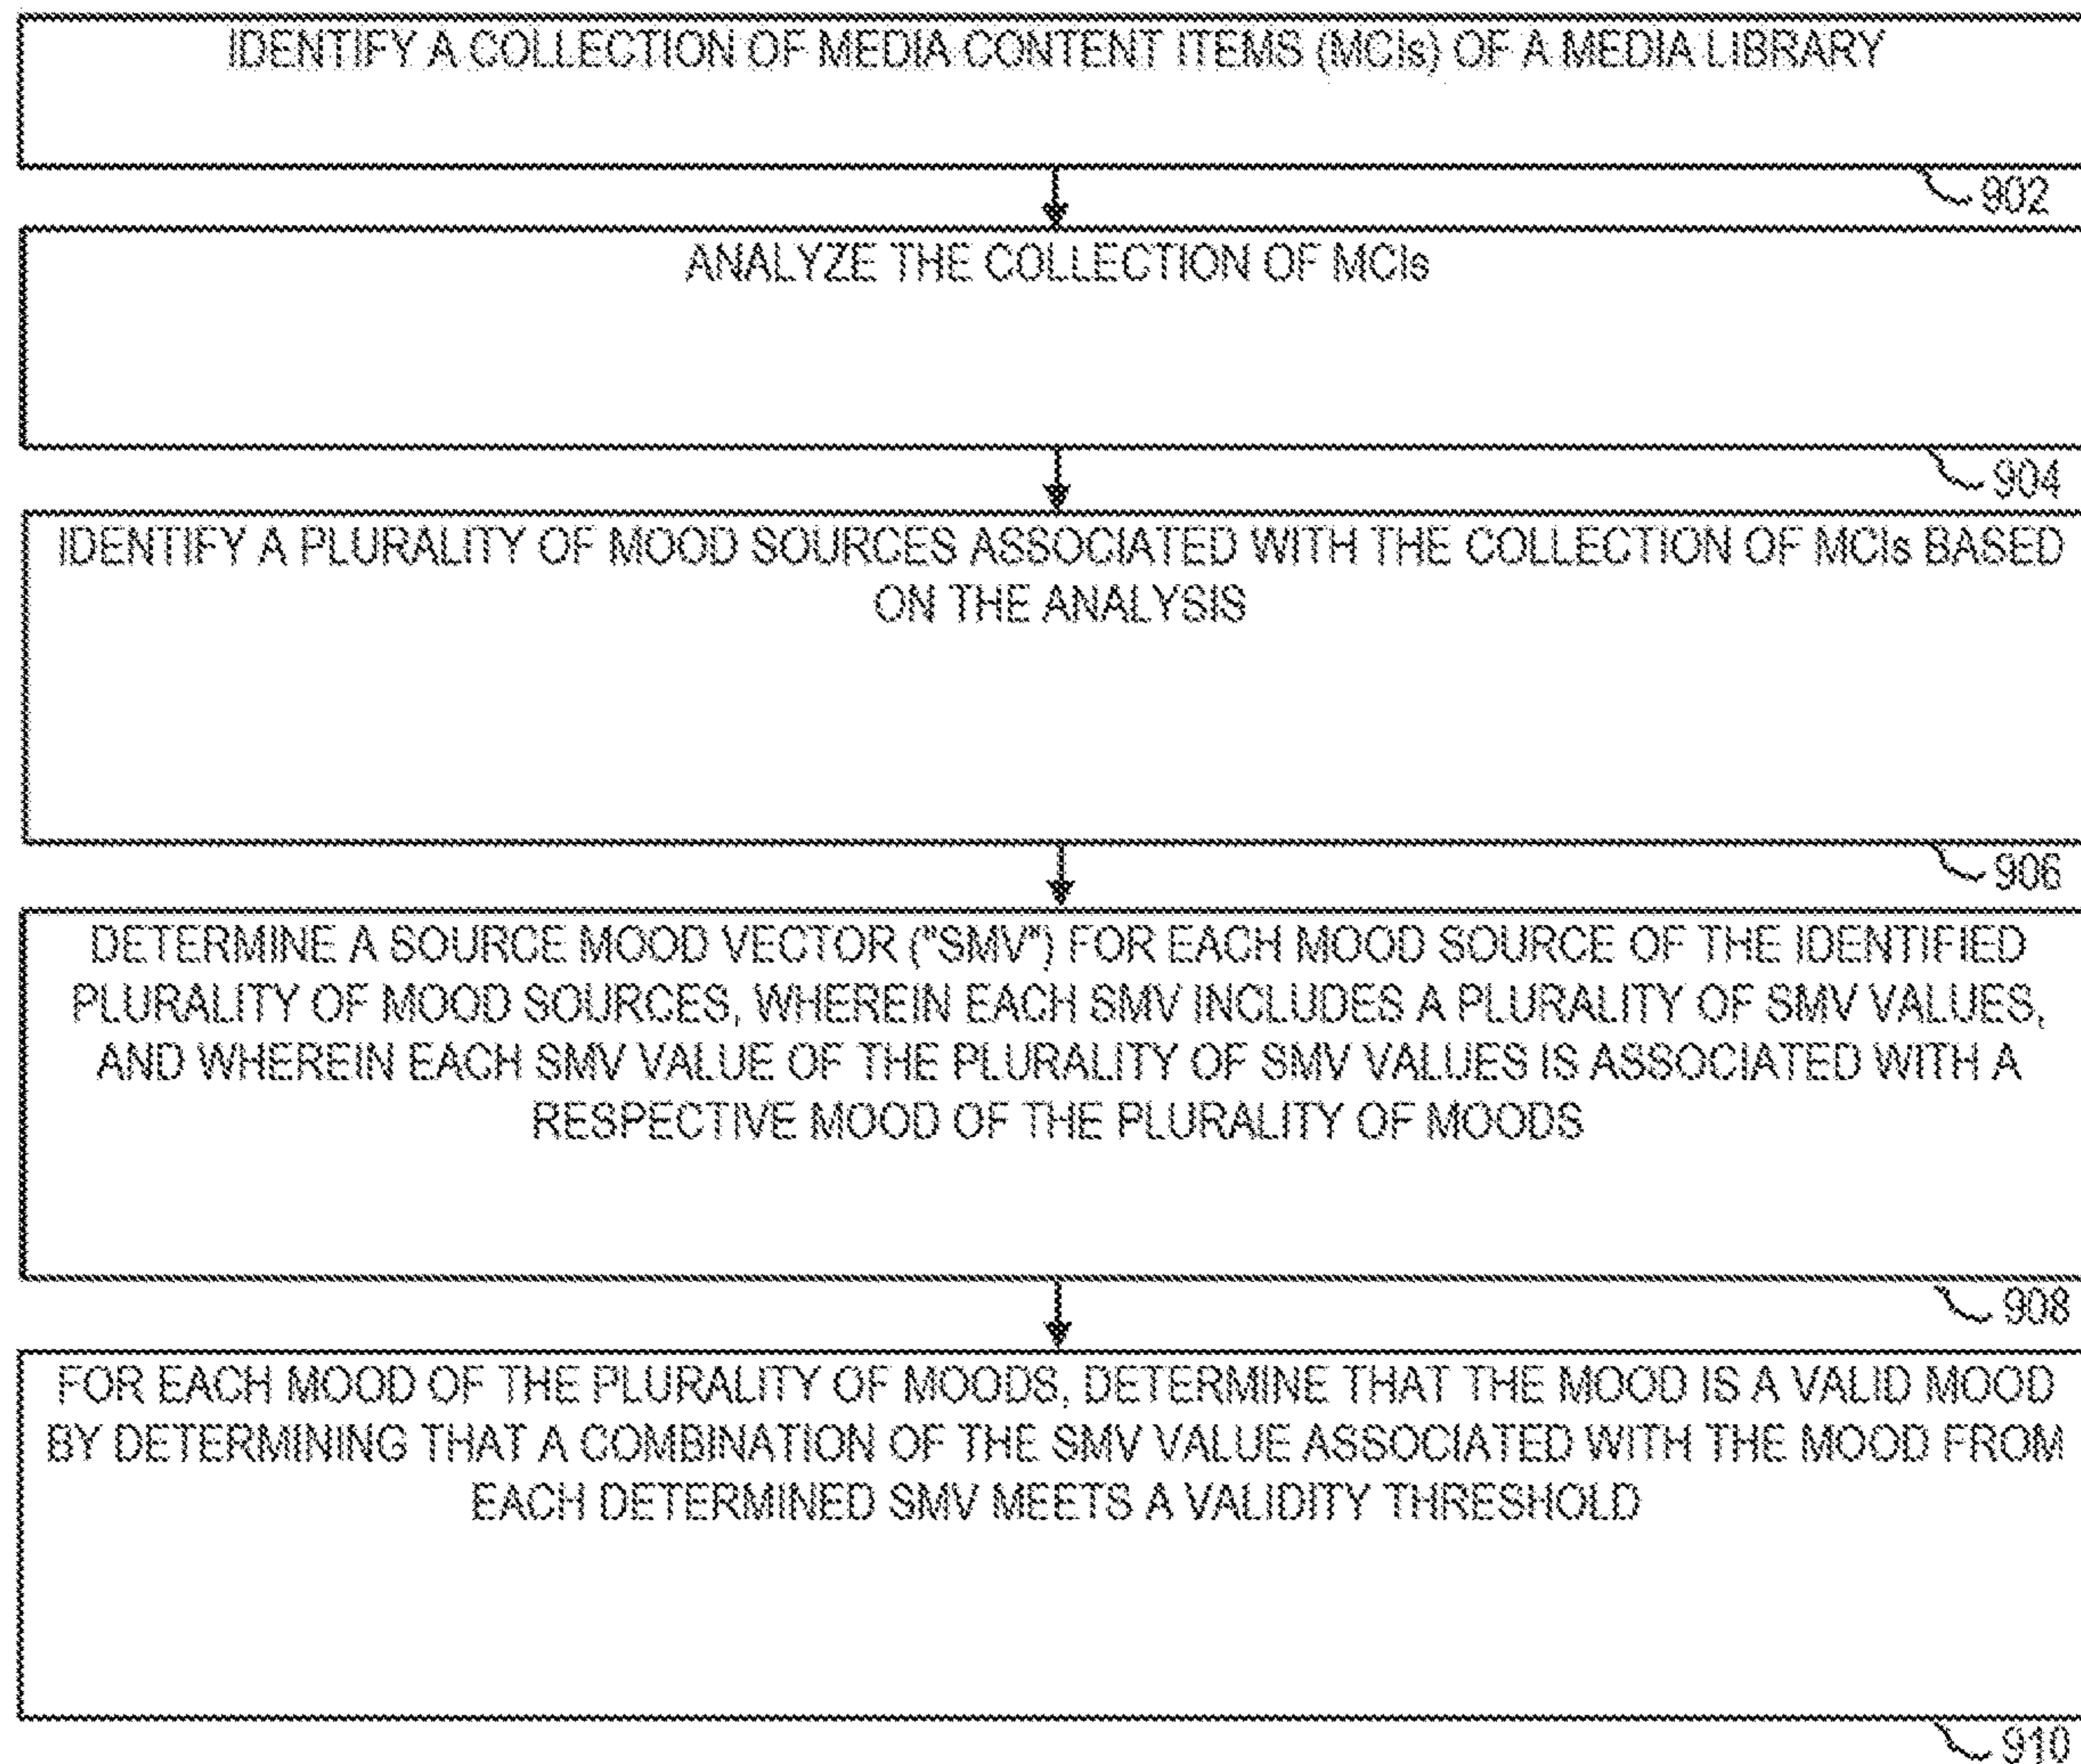 IDENTIFY A COLLECTION OF MEDIA CONTENT ITEMS (MCIs) OF A MEDIA LIBRARY
902
ANALYZE THE COLLECTION OF MCIs
904
IDENTIFY A PLURALITY OF MOOD SOURCES ASSOCIATED WITH THE COLLECTION OF MCIs BASED
ON THE ANALYSIS
906
DETERMINE A SOURCE MOOD VECTOR ("SMV") FOR EACH MOOD SOURCE OF THE IDENTIFIED
PLURALITY OF MOOD SOURCES, WHEREIN EACH SMV INCLUDES A PLURALITY OF SMV VALUES,
AND WHEREIN EACH SMV VALUE OF THE PLURALITY OF SMV VALUES IS ASSOCIATED WITH A
RESPECTIVE MOOD OF THE PLURALITY OF MOODS
908
FOR EACH MOOD OF THE PLURALITY OF MOODS, DETERMINE THAT THE MOOD IS A VALID MOOD
BY DETERMINING THAT A COMBINATION OF THE SMV VALUE ASSOCIATED WITH THE MOOD FROM
EACH DETERMINED SMV MEETS A VALIDITY THRESHOLD
910